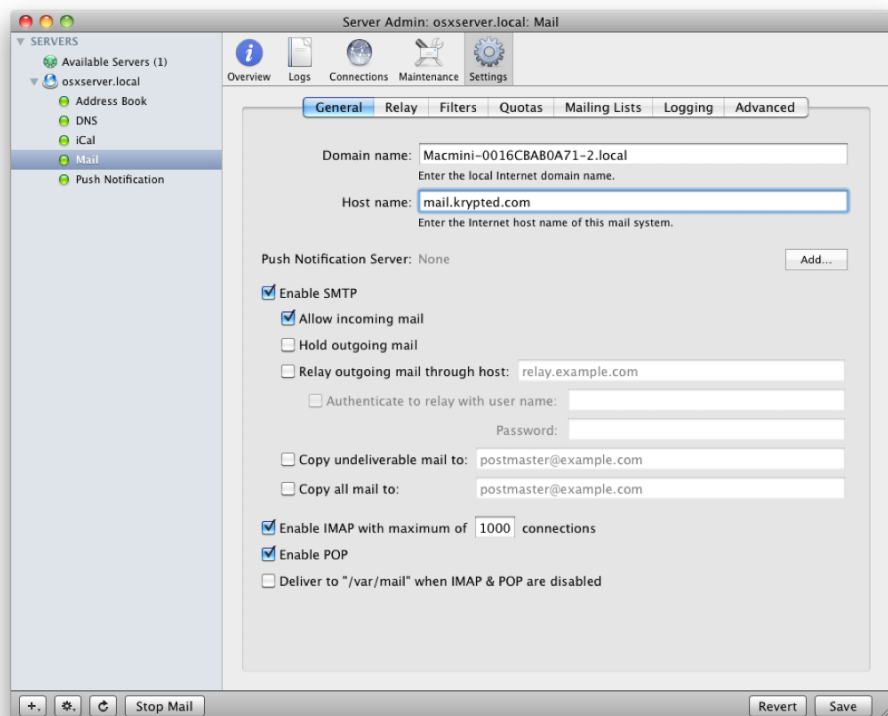 Server Admin: osxserver.local: Mail
SERVERS
Available Servers (1)
osxserver.local
Address Book
DNS
iCal
Mail
Push Notification
Overview Logs Connections Maintenance Settings
General Relay Filters Quotas Mailing Lists Logging Advanced
Domain name: Macmini-0016CBAB0A71-2.local
Enter the local Internet domain name.
Host name: mail.krypted.com
Enter the Internet host name of this mail system.
Push Notification Server: None Add...
Enable SMTP
Allow incoming mail
Hold outgoing mail
Relay outgoing mail through host: relay.example.com
Authenticate to relay with user name:
Password:
Copy undeliverable mail to: postmaster@example.com
Copy all mail to: postmaster@example.com
Enable IMAP with maximum of 1000 connections
Enable POP
Deliver to "/var/mail" when IMAP & POP are disabled
Stop Mail Revert Save